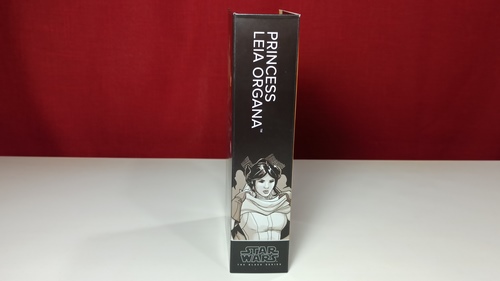 PRINCESS
LEIA ORGANA™
STAR
WARS
THE BLACK SERIES